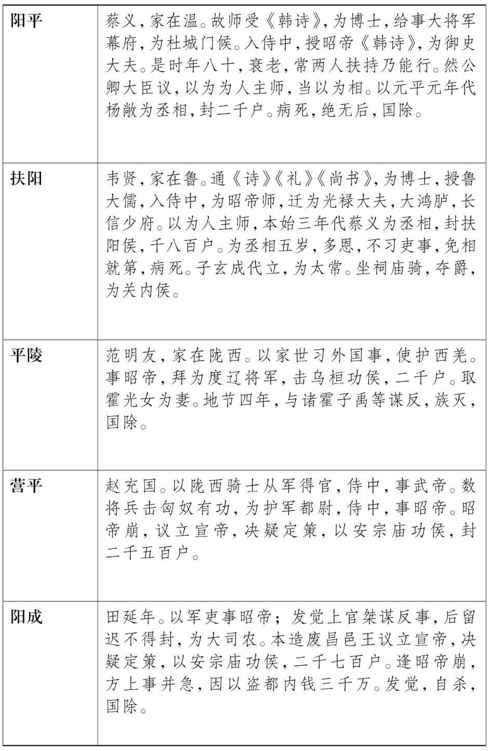 阳平
蔡义，家在温。故师受《韩诗》，为博士，给事大将军
幕府，为杜城门侯。入侍中，授昭帝《韩诗》，为御史
大夫。是时年八十，衰老，常两人扶持乃能行。然公
卿大臣议，以为为人主师，当以为相。以元平元年代
杨敞为丞相，封二千户。病死，绝无后，国除。
扶阳
韦贤，家在鲁。通《诗》《礼》《尚书》，为博士，授鲁
大儒，入侍中，为昭帝师，迁为光禄大夫，大鸿胪，长
信少府。以为人主师，本始三年代蔡义为丞相，封扶
阳侯，千八百户。为丞相五岁，多恩，不习吏事，免相
就第，病死。子玄成代立，为太常。坐祠庙骑，夺爵，
为关内侯。
平陵
范明友，家在陇西。以家世习外国事，使护西羌。
事昭帝，拜为度辽将军，击乌桓功侯，二千户。取
霍光女为妻。地节四年，与诸霍子禹等谋反，族灭，
国除。
营平
赵充国。以陇西骑士从军得官，侍中，事武帝。数
将兵击匈奴有功，为护军都尉，侍中，事昭帝。昭
帝崩，议立宣帝，决疑定策，以安宗庙功侯，封
二千五百户。
阳成
田延年。以军吏事昭帝；发觉上官桀谋反事，后留
迟不得封，为大司农。本造废昌邑王议立宣帝，决
疑定策，以安宗庙功侯，二千七百户。逢昭帝崩，
方上事并急，因以盗都内钱三千万。发觉，自杀，
国除。